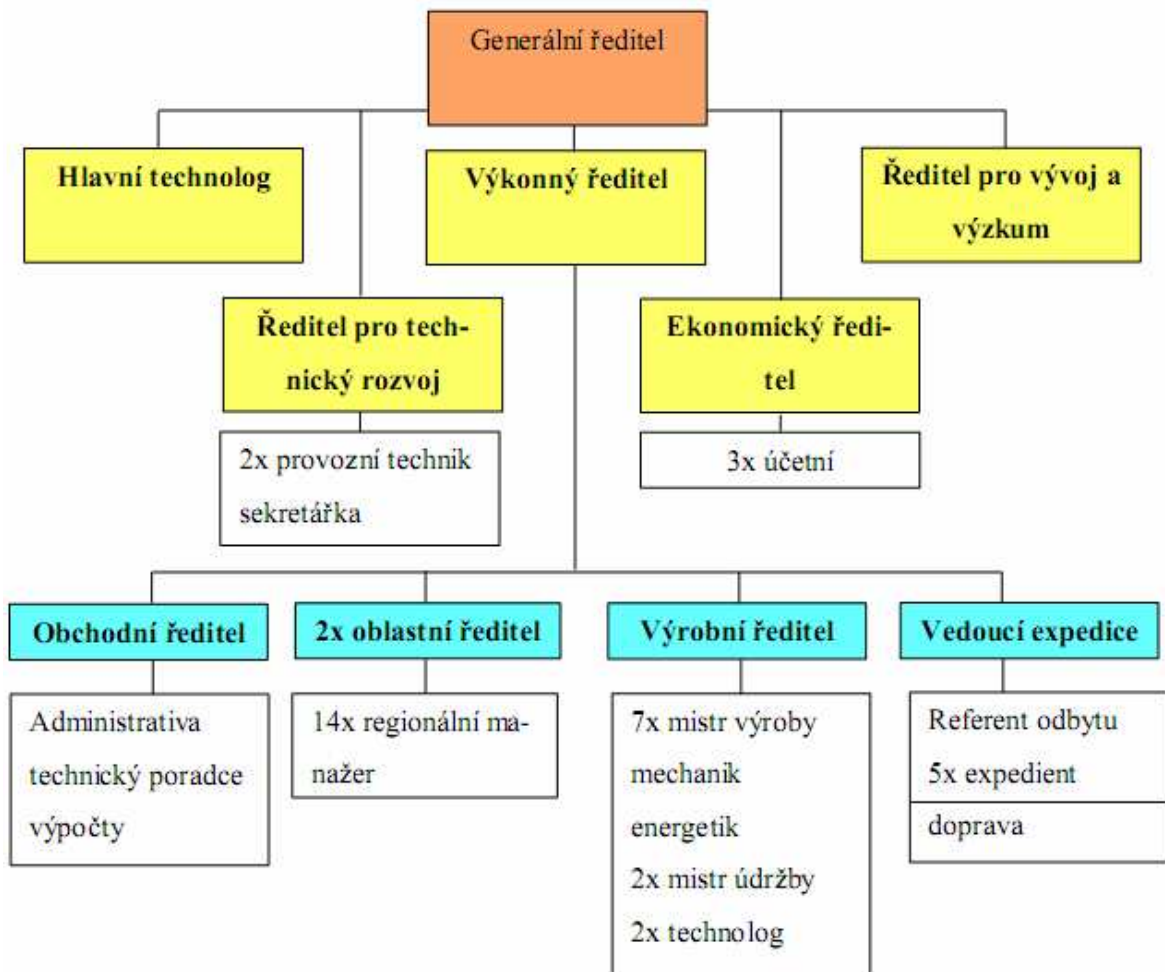 Generální ředitel
Hlavní technolog
Výkonný ředitel
Ředitel pro vývoj a
výzkum
Ředitel pro tech-
nický rozvoj
Ekonomický ředi-
tel
2x provozní technik
sekretářka
3x účetní
Obchodní ředitel
2x oblastní ředitel
Výrobní ředitel
Vedoucí expedice
Administrativa
technický poradce
výpočty
14x regionální ma-
nažer
7x mistr výroby
mechanik
energetik
2x mistr údržby
2x technolog
Referent odbytu
5x expedient
doprava